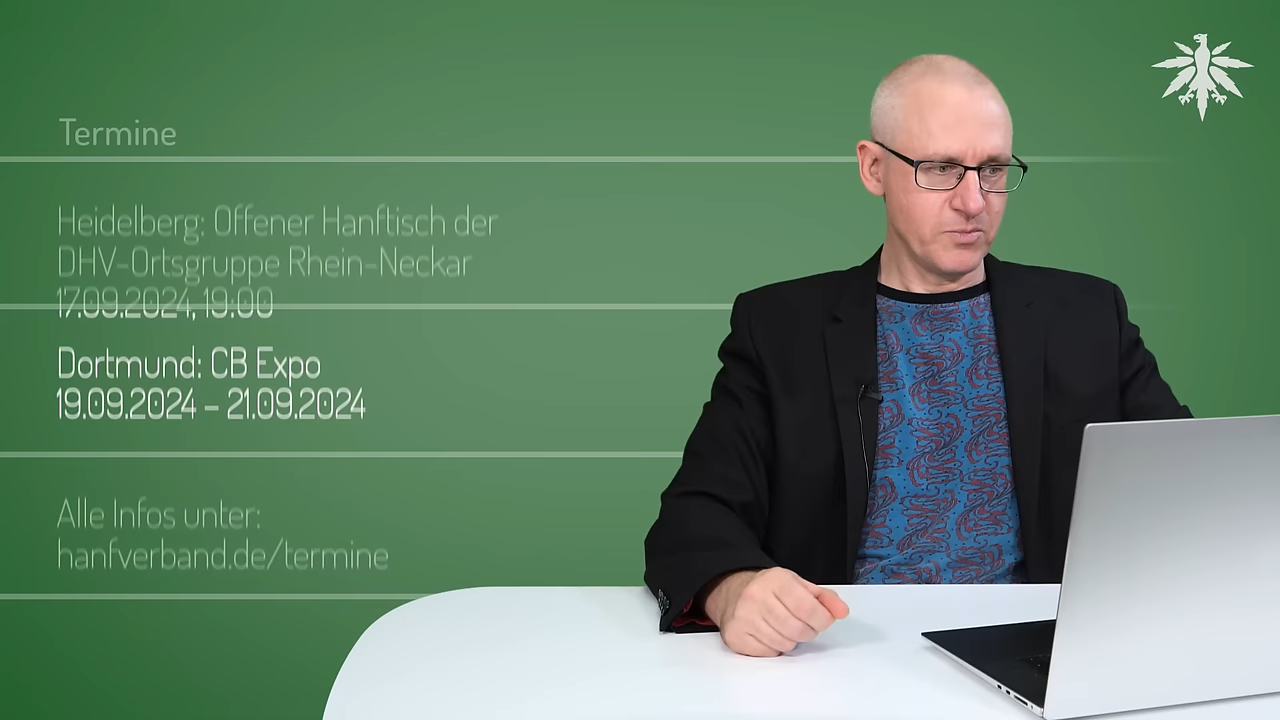 Termine
Heidelberg: Offener Hanftisch der
DHV-Ortsgruppe Rhein-Neckar
17.09.2024, 19:00
Dortmund: CB Expo
19.09.2024 - 21.09.2024
Alle Infos unter:
hanfverband.de/termine